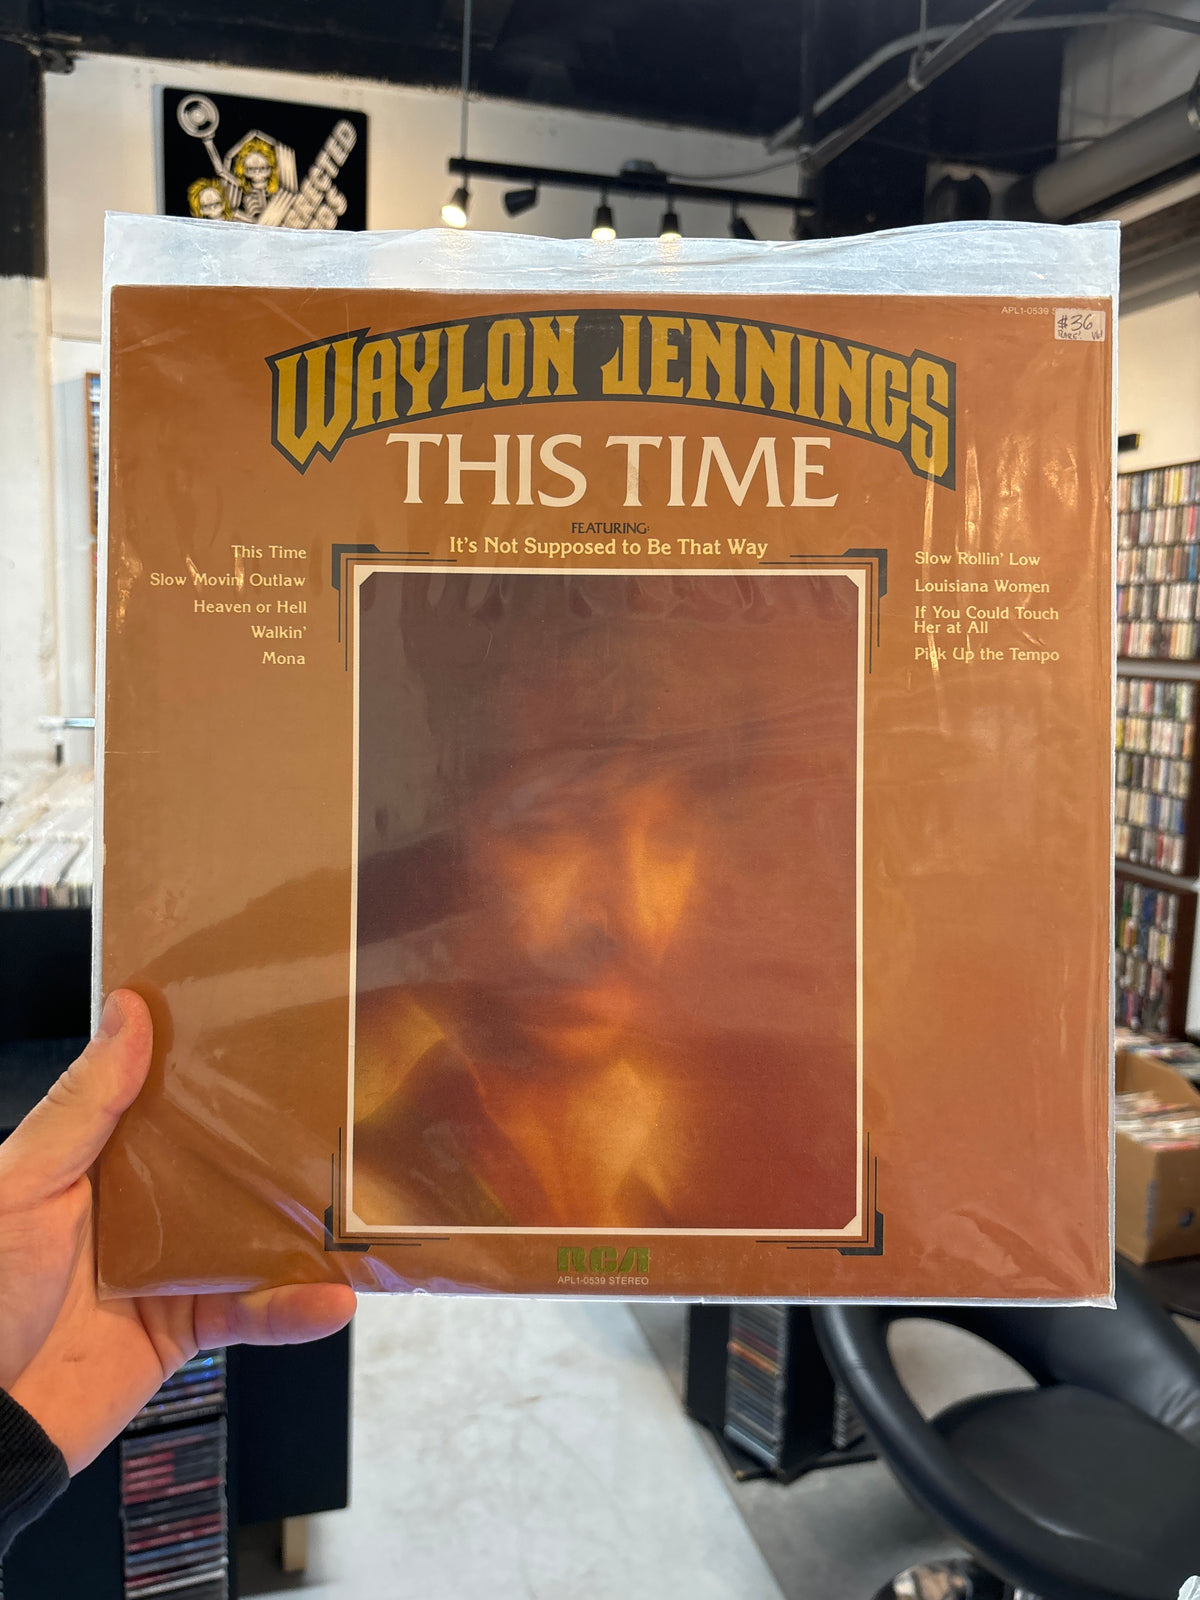 APL1-0539
$36
RARE!
WAYLON JENNINGS
THIS TIME
FEATURING:
It's Not Supposed to Be That Way
This Time
Slow Movin' Outlaw
Heaven or Hell
Walkin'
Mona
Slow Rollin' Low
Louisiana Women
If You Could Touch
Her at All
Pick Up the Tempo
RCA
APL1-0539 STEREO